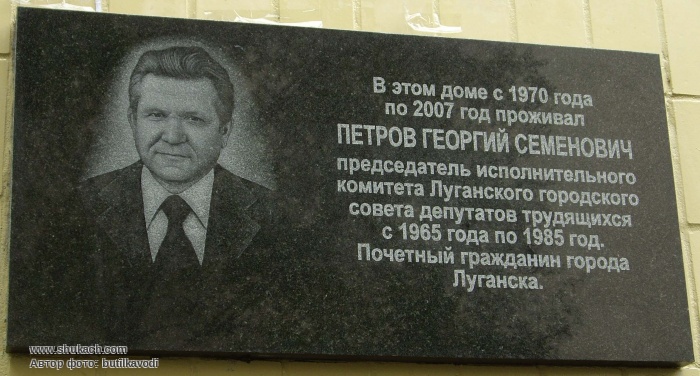 В этом доме с 1970 года
по 2007 год проживал
ПЕТРОВ ГЕОРГИЙ СЕМЕНОВИЧ
председатель исполнительного
комитета Луганского городского
совета депутатов трудящихся
с 1965 года по 1985 год.
Почетный гражданин города
Луганска.
www.shukach.com
Автор фото: butilkavodi